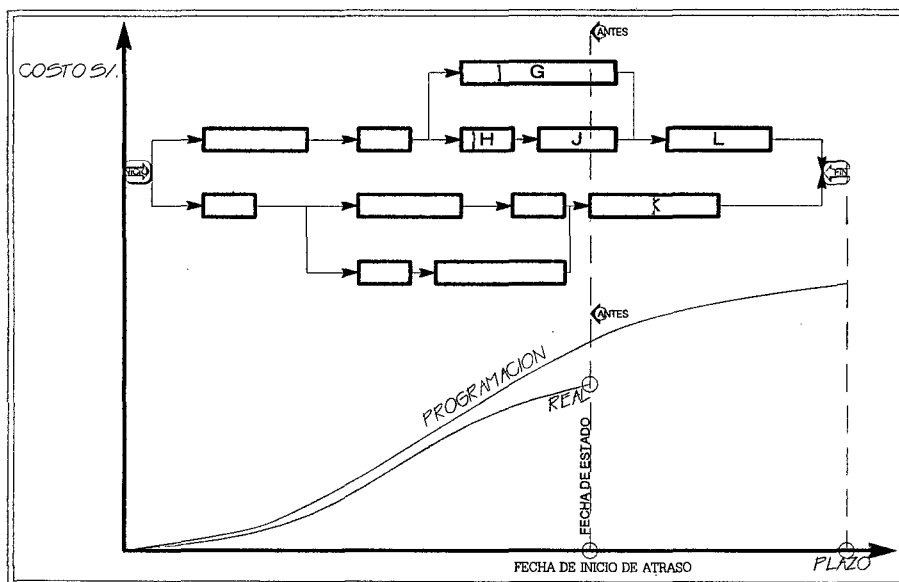 ANTES
COSTO S/.
G
H
J
L
INICIO
FIN
K
ANTES
PROGRAMACION
REAL
FECHA DE ESTADO
FECHA DE INICIO DE ATRASO
PLAZO